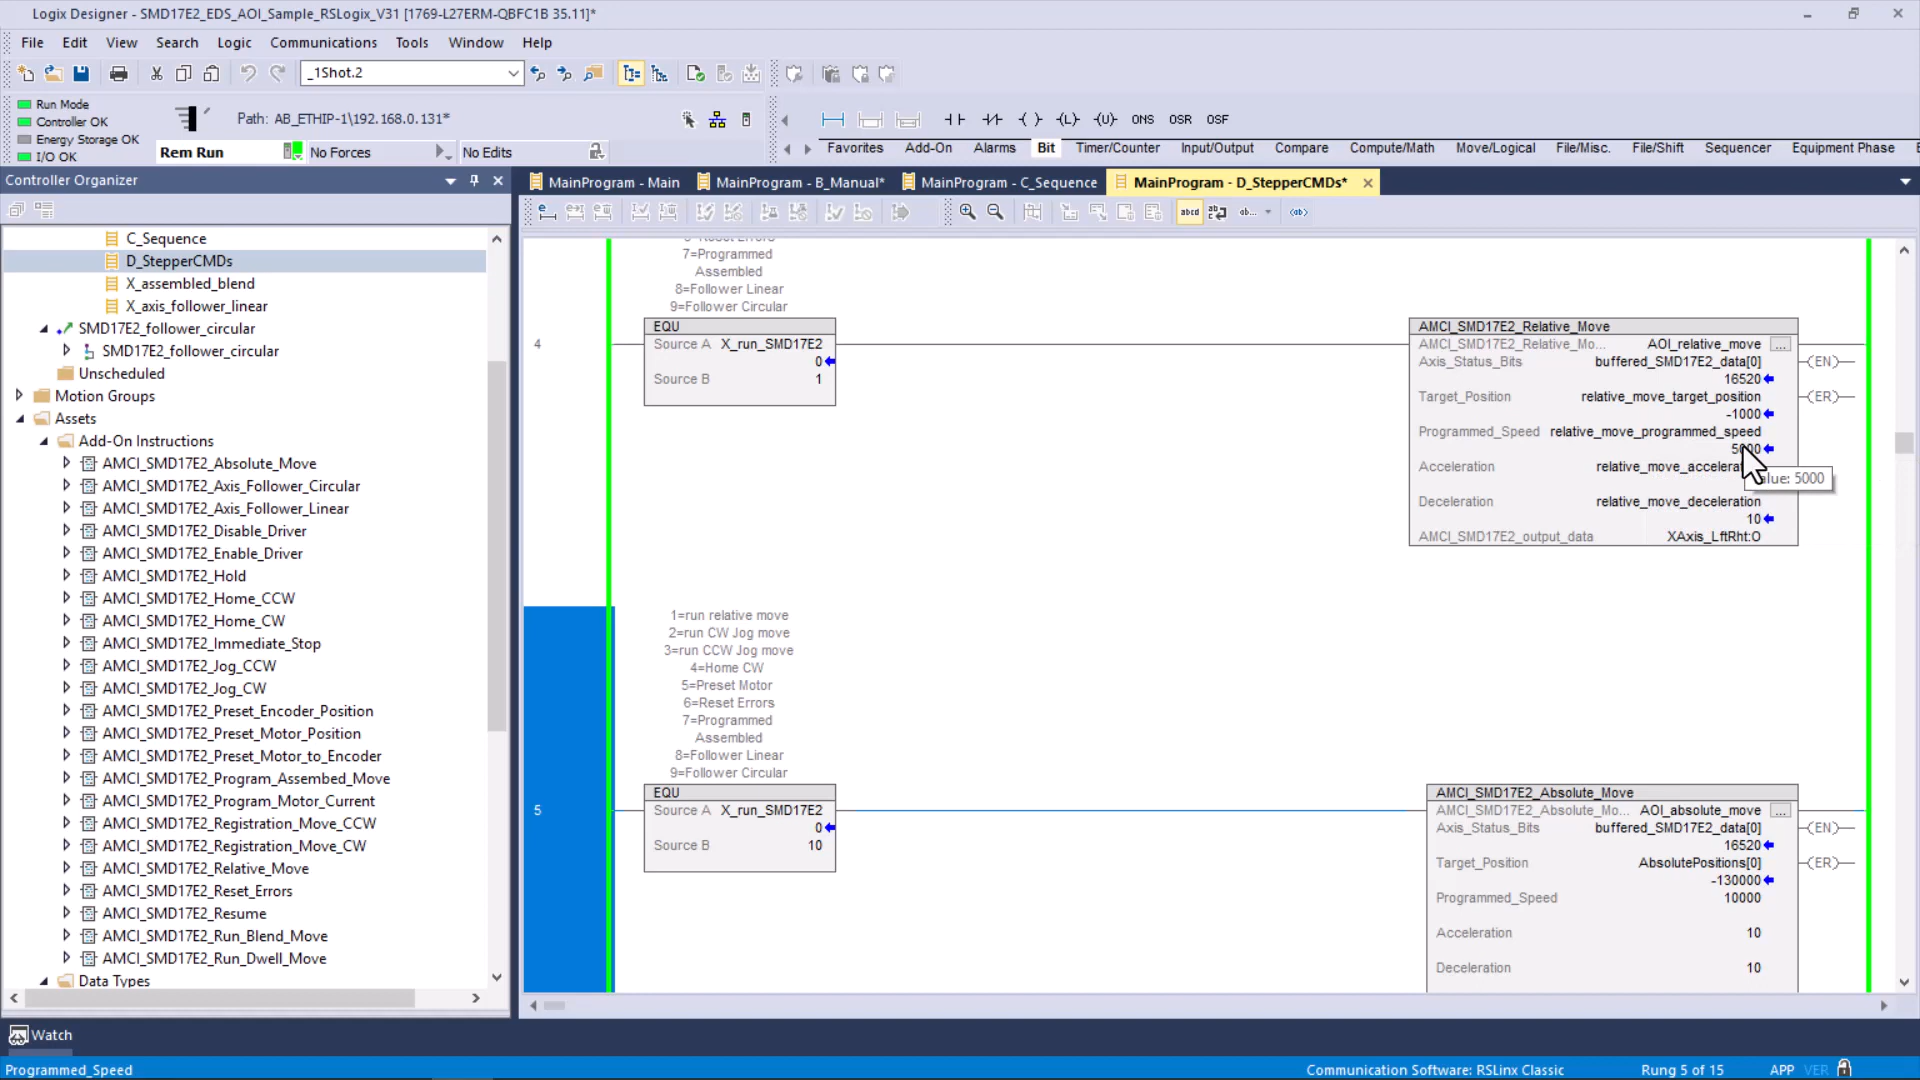 Logix Designer - SMD17E2_EDS_AOI_Sample_RSLogix_V31 [1769-L27ERM-QBFC1B 35.11]*
File Edit View Search Logic Communications Tools Window Help
_1Shot.2
Run Mode
Controller OK
Energy Storage OK
I/O OK
Path: AB_ETHIP-1\192.168.0.131*
Rem Run No Forces No Edits
ONS OSR OSF
Favorites Add-On Alarms Bit Timer/Counter Input/Output Compare Compute/Math Move/Logical File/Misc. File/Shift Sequencer Equipment Phase
Controller Organizer
C_Sequence
D_StepperCMDs
X_assembled_blend
X_axis_follower_linear
SMD17E2_follower_circular
SMD17E2_follower_circular
Unscheduled
Motion Groups
Assets
Add-On Instructions
AMCI_SMD17E2_Absolute_Move
AMCI_SMD17E2_Axis_Follower_Circular
AMCI_SMD17E2_Axis_Follower_Linear
AMCI_SMD17E2_Disable_Driver
AMCI_SMD17E2_Enable_Driver
AMCI_SMD17E2_Hold
AMCI_SMD17E2_Home_CCW
AMCI_SMD17E2_Home_CW
AMCI_SMD17E2_Immediate_Stop
AMCI_SMD17E2_Jog_CCW
AMCI_SMD17E2_Jog_CW
AMCI_SMD17E2_Preset_Encoder_Position
AMCI_SMD17E2_Preset_Motor_Position
AMCI_SMD17E2_Preset_Motor_to_Encoder
AMCI_SMD17E2_Program_Assembed_Move
AMCI_SMD17E2_Program_Motor_Current
AMCI_SMD17E2_Registration_Move_CCW
AMCI_SMD17E2_Registration_Move_CW
AMCI_SMD17E2_Relative_Move
AMCI_SMD17E2_Reset_Errors
AMCI_SMD17E2_Resume
AMCI_SMD17E2_Run_Blend_Move
AMCI_SMD17E2_Run_Dwell_Move
Data Types
Watch
MainProgram - Main MainProgram - B_Manual* MainProgram - C_Sequence MainProgram - D_StepperCMDs*
7=Programmed
Assembled
8=Follower Linear
9=Follower Circular
4
EQU
Source A X_run_SMD17E2
0
Source B 1
AMCI_SMD17E2_Relative_Move
AMCI_SMD17E2_Relative_Mo... AOI_relative_move ...
Axis_Status_Bits buffered_SMD17E2_data[0] (EN)
16520
Target_Position relative_move_target_position (ER)
-1000
Programmed_Speed relative_move_programmed_speed
5000
Acceleration
Value: 5000
Deceleration relative_move_deceleration
10
AMCI_SMD17E2_output_data XAxis_LftRht:O
1=run relative move
2=run CW Jog move
3=run CCW Jog move
4=Home CW
5=Preset Motor
6=Reset Errors
7=Programmed
Assembled
8=Follower Linear
9=Follower Circular
5
EQU
Source A X_run_SMD17E2
0
Source B 10
AMCI_SMD17E2_Absolute_Move
AMCI_SMD17E2_Absolute_Mo... AOI_absolute_move ...
Axis_Status_Bits buffered_SMD17E2_data[0] (EN)
16520
Target_Position AbsolutePositions[0] (ER)
-130000
Programmed_Speed 10000
Acceleration 10
Deceleration 10
Programmed_Speed
Communication Software: RSLinx Classic Rung 5 of 15 APP VER